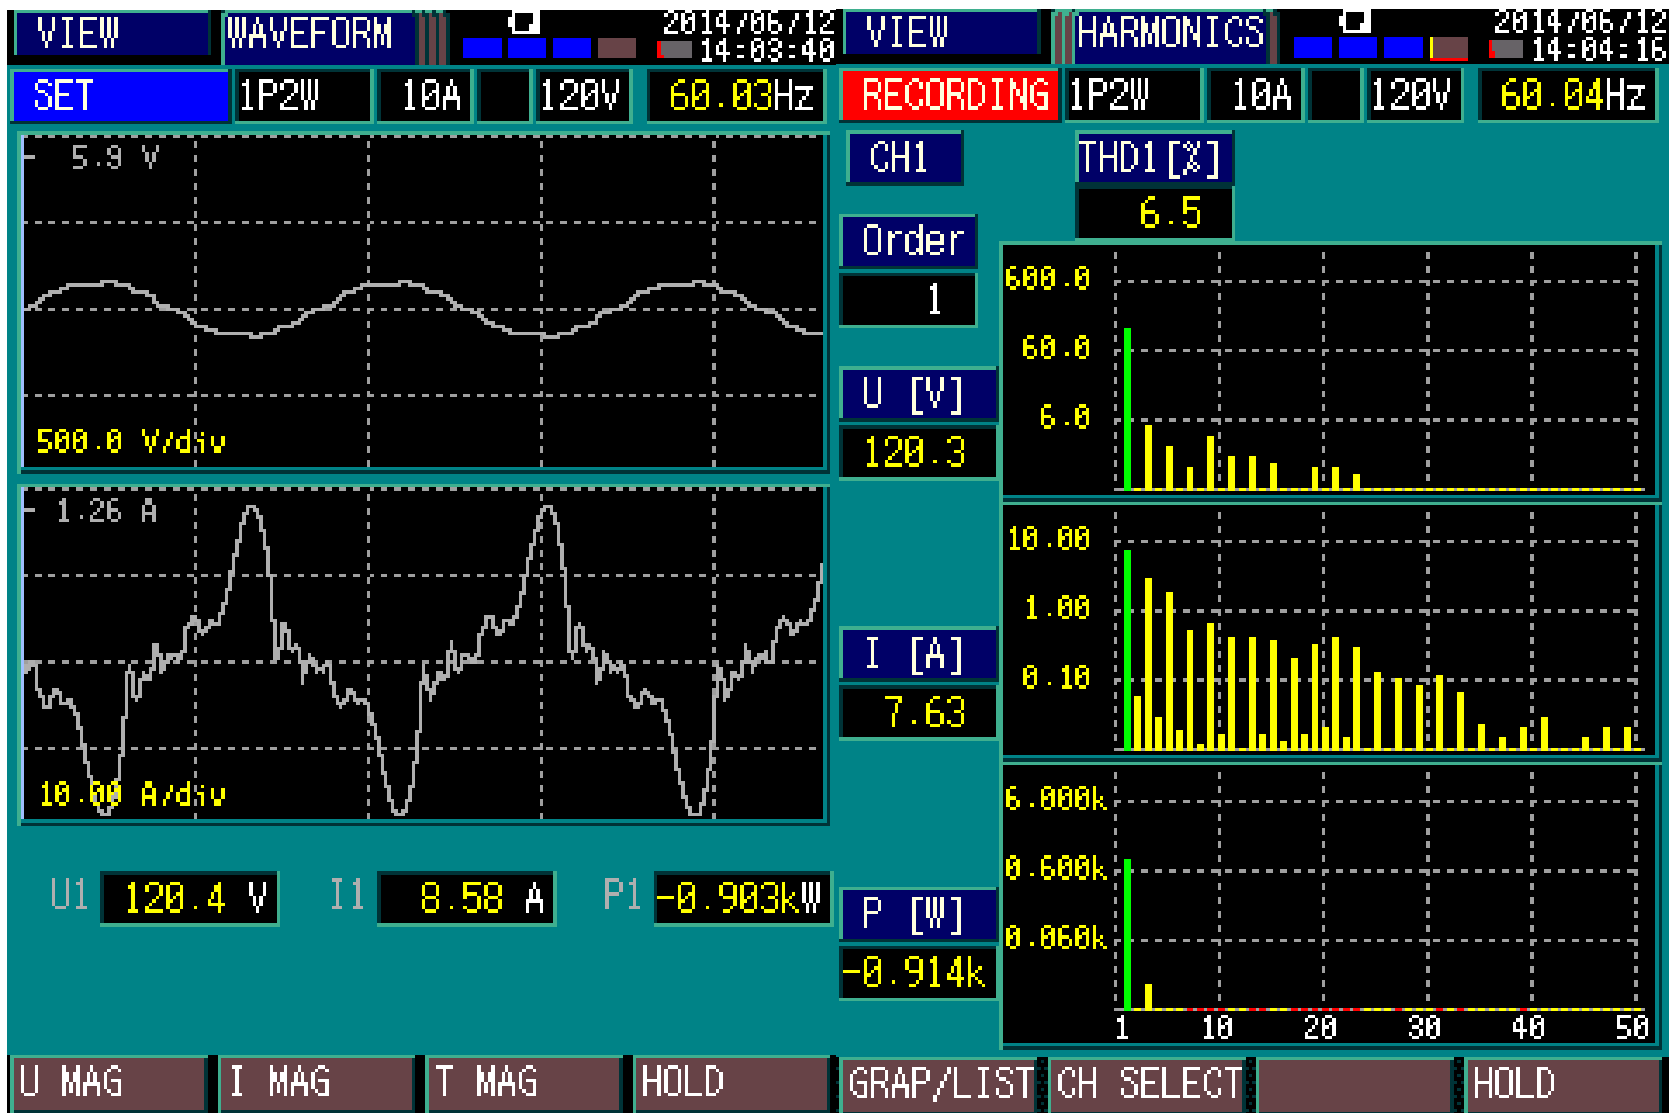 VIEW WAVEFORM 2014/06/12
14:03:40
SET 1P2W 10A 120V 60.03Hz
5.9 V
500.0 V/div
1.26 A
10.00 A/div
U1 120.4 V I1 8.58 A P1 -0.903kW
U MAG I MAG T MAG HOLD
VIEW HARMONICS 2014/06/12
14:04:16
RECORDING 1P2W 10A 120V 60.04Hz
CH1 THD1[%]
6.5
Order
1
600.0
60.0
6.0
U [V]
120.3
10.00
1.00
0.10
I [A]
7.63
6.000k
0.600k
0.060k
P [W]
-0.914k
1 10 20 30 40 50
GRAP/LIST CH SELECT HOLD